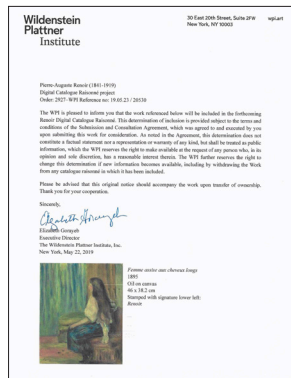 Wildenstein
Plattner
Institute
30 East 20th Street, Suite 2FW
New York, NY 10003
wpi.art
Pierre-Auguste Renoir (1841-1919)
Digital Catalogue Raisonné project
Order: 2927- WPI Reference no: 19.05.23 / 20330
The WPI is pleased to inform you that the work referenced below will be included in the forthcoming
Renoir Digital Catalogue Raisonné. This determination of inclusion is provided subject to the terms and
conditions of the Submission and Consultation Agreement, which was agreed to and executed by you
upon submitting this work for consideration. As noted in the Agreement, this determination does not
constitute a factual statement nor a representation or warranty of any kind, but shall be treated as public
information, which the WPI reserves the right to make available at the request of any person who, in its
opinion and sole discretion, has a reasonable interest therein. The WPI further reserves the right to
change this determination if new information becomes available, including by withdrawing the Work
from any catalogue raisonné in which it has been included.
Please be advised that this original notice should accompany the work upon transfer of ownership.
Thank you for your cooperation.
Sincerely,
Elizabeth Gorayeb
Elizabeth Gorayeb
Executive Director
The Wildenstein Plattner Institute, Inc.
New York, May 22, 2019
Femme assise aux cheveux longs
1895
Oil on canvas
46 x 38.2 cm
Stamped with signature lower left:
Renoir